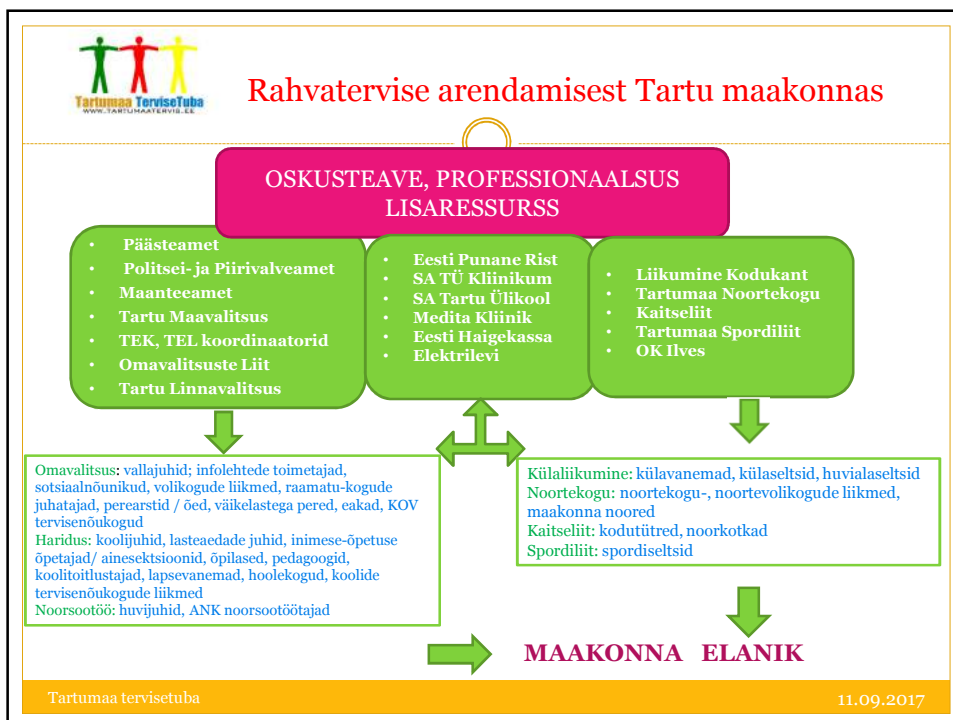 Tartumaa TerviseTuba
WWW.TARTUMAATERVIS.EE
Rahvatervise arendamisest Tartu maakonnas
OSKUSTEAVE, PROFESSIONAALSUS
LISARESSURSS
• Päästeamet
• Politsei- ja Piirivalveamet
• Maanteeamet
• Tartu Maavalitsus
• TEK, TEL koordinaatorid
• Omavalitsuste Liit
• Tartu Linnavalitsus
• Eesti Punane Rist
• SA TÜ Kliinikum
• SA Tartu Ülikool
• Medita Kliinik
• Eesti Haigekassa
• Elektrilevi
• Liikumine Kodukant
• Tartumaa Noortekogu
• Kaitseliit
• Tartumaa Spordiliit
• OK Ilves
Omavalitsus: vallajuhid; infolehtede toimetajad,
sotsiaalnõunikud, volikogude liikmed, raamatu-kogude
juhatajad, perearstid / õed, väikelastega pered, eakad, KOV
tervisenõukogud
Haridus: koolijuhid, lasteaedade juhid, inimese-õpetuse
õpetajad/ ainesektsioonid, õpilased, pedagoogid,
koolitoitlustajad, lapsevanemad, hoolekogud, koolide
tervisenõukogude liikmed
Noorsootöö: huvijuhid, ANK noorsootöötajad
Külaliikumine: külavanemad, külaseltsid, huvialaseltsid
Noortekogu: noortekogu-, noortevolikogude liikmed,
maakonna noored
Kaitseliit: kodutütred, noorkotkad
Spordiliit: spordiseltsid
MAAKONNA ELANIK
Tartumaa tervisetuba
11.09.2017